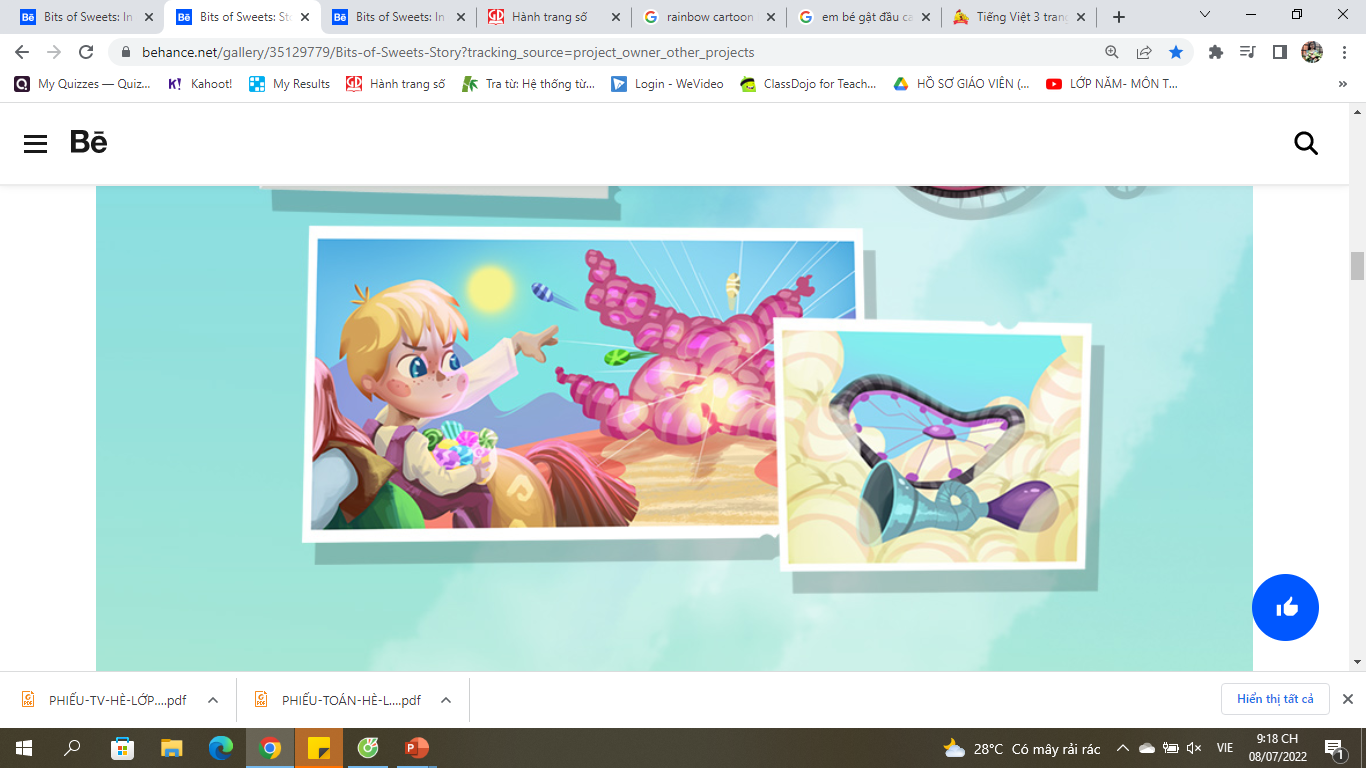 Bits of Sweets: In
Bits of Sweets: Sto
Bits of Sweets: In
Hành trang số
rainbow cartoon
em bé gật đầu ca
Tiếng Việt 3 tran
behance.net/gallery/35129779/Bits-of-Sweets-Story?tracking_source=project_owner_other_projects
My Quizzes — Quiz...
Kahoot!
My Results
Hành trang số
Tra từ: Hệ thống từ...
Login - WeVideo
ClassDojo for Teach...
HỒ SƠ GIÁO VIÊN (...
LỚP NĂM- MÔN T...
Bē
PHIẾU-TV-HÈ-LỚP....pdf
PHIẾU-TOÁN-HÈ-L....pdf
Hiển thị tất cả
28°C Có mây rải rác
VIE
9:18 CH
08/07/2022
1